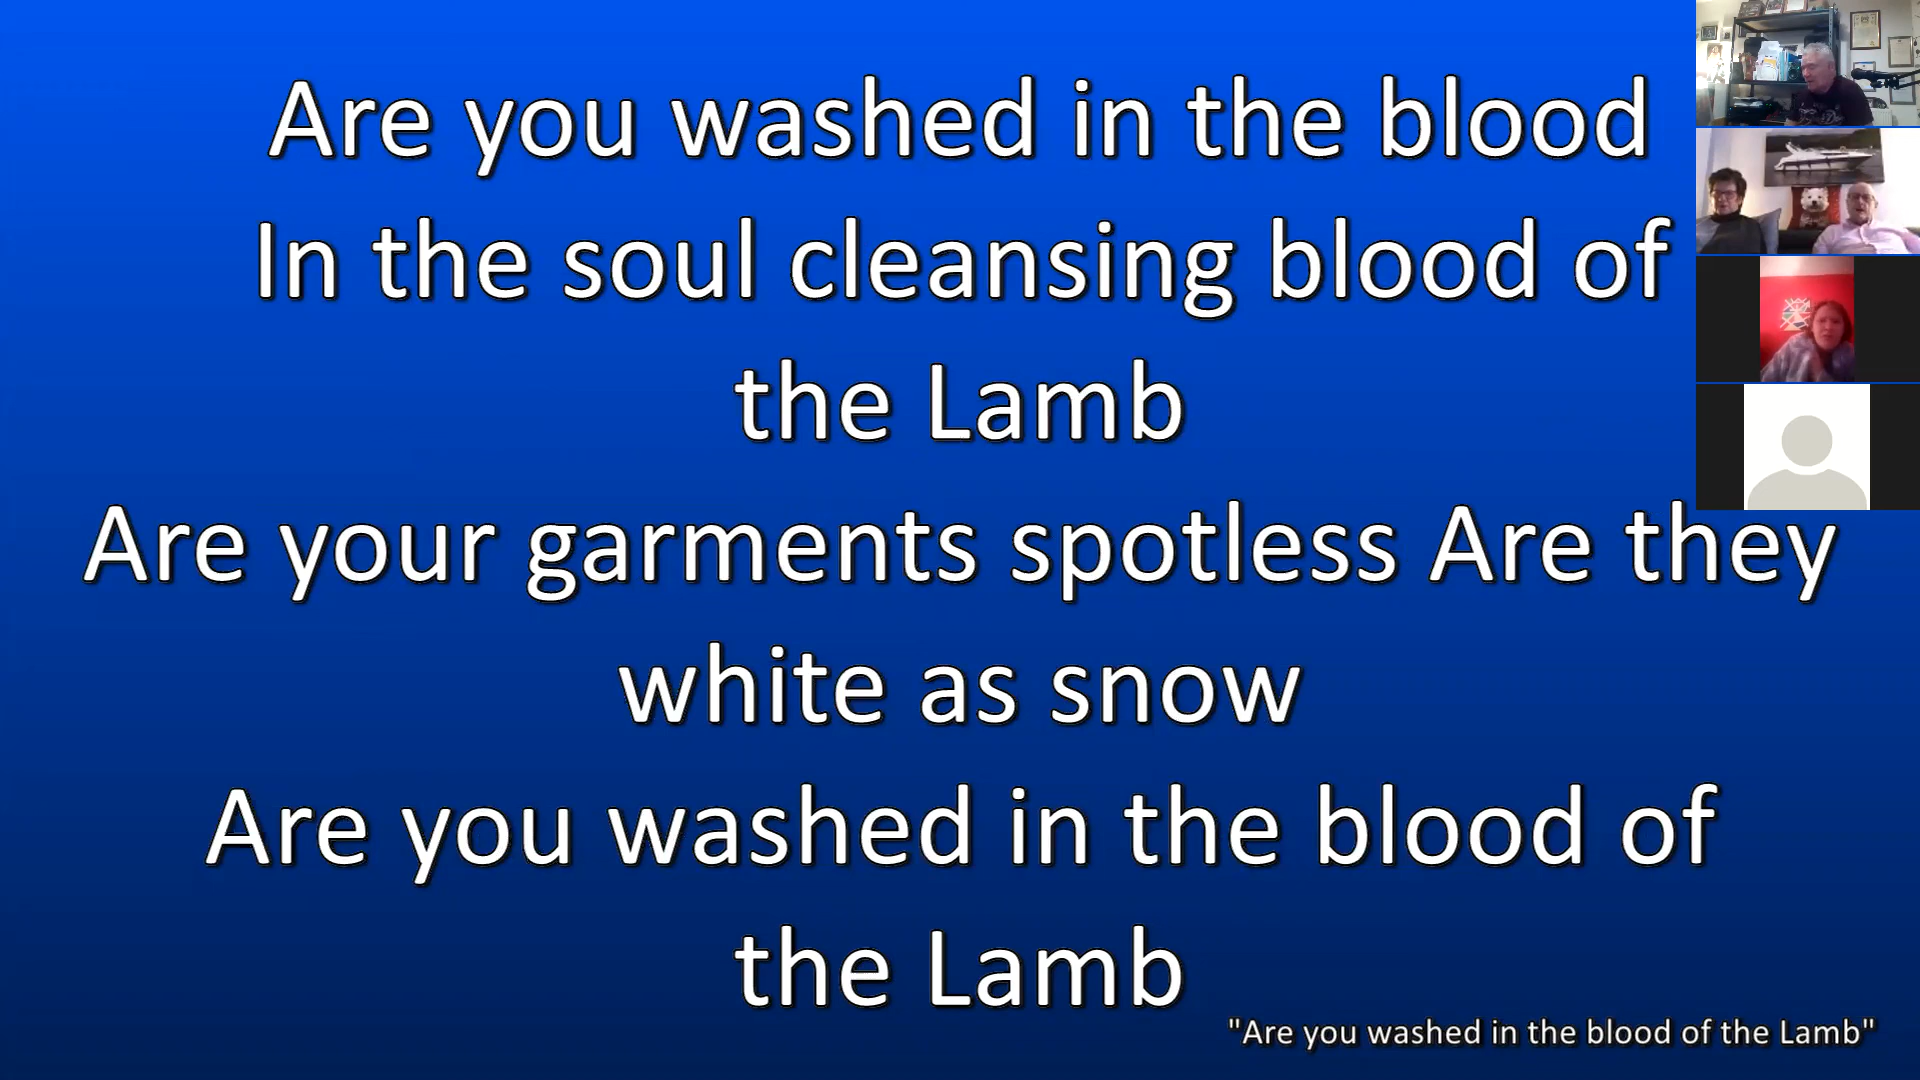 Are you washed in the blood
In the soul cleansing blood of
the Lamb
Are your garments spotless Are they
white as snow
Are you washed in the blood of
the Lamb
"Are you washed in the blood of the Lamb"